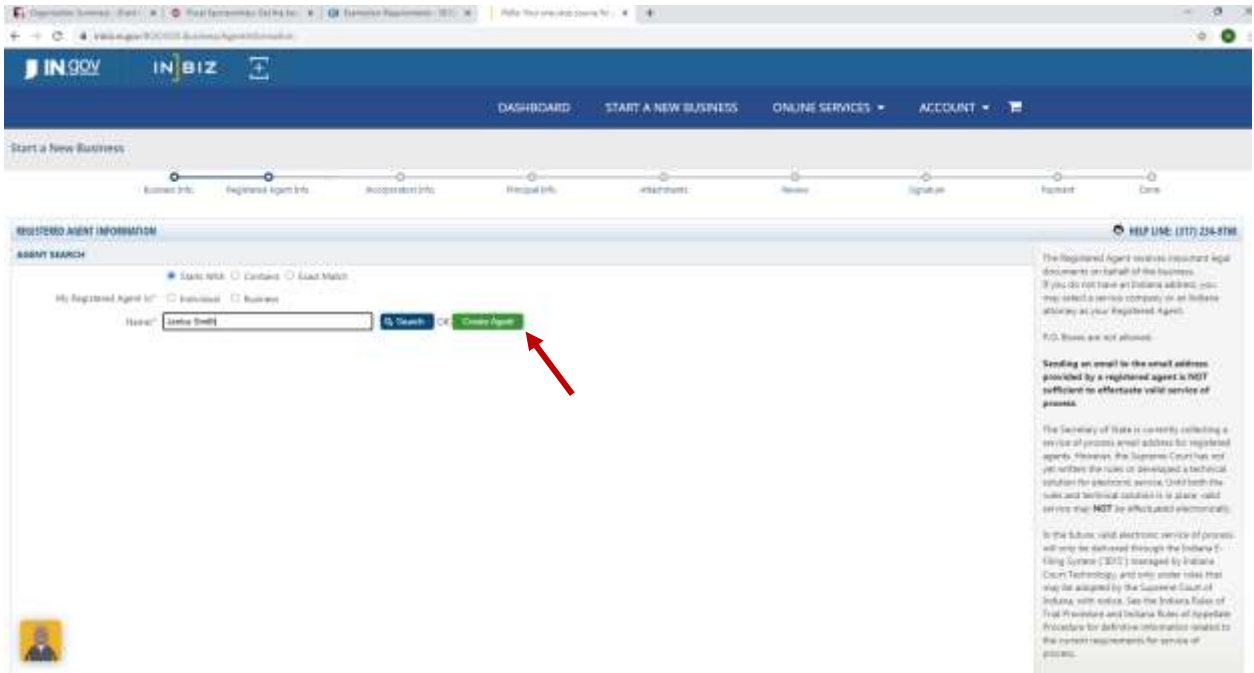 IN.gov IN]BIZ
DASHBOARD START A NEW BUSINESS ONLINE SERVICES ACCOUNT
Start a New Business
Business Info. Registered Agent Info. Incorporators Info. Principal Info. Attachments Review Signature Payment Done
REGISTERED AGENT INFORMATION
HELP LINE: (317) 234-9768
AGENT SEARCH
Starts With Contains Exact Match
My Registered Agent is* Individual Business
Name* Smith Search OR Create Agent
The Registered Agent receives important legal
documents on behalf of the business.
If you do not have an Indiana address, you
may select a service company or an Indiana
attorney as your Registered Agent.
P.O. Boxes are not allowed.
Sending an email to the email address
provided by a registered agent is NOT
sufficient to effectuate valid service of
process.
The Secretary of State is currently collecting a
service of process email address for registered
agents. However, the Supreme Court has not
yet written the rules or developed a technical
solution for electronic service. Until both the
rules and technical solution is in place, valid
service may NOT be effectuated electronically.
In the future, valid electronic service of process
will only be delivered through the Indiana E-
Filing System ("IEFS") managed by Indiana
Court Technology, and only under rules that
may be adopted by the Supreme Court of
Indiana, with notice. See the Indiana Rules of
Trial Procedure and Indiana Rules of Appellate
Procedure for definitive information related to
the current requirements for service of
process.